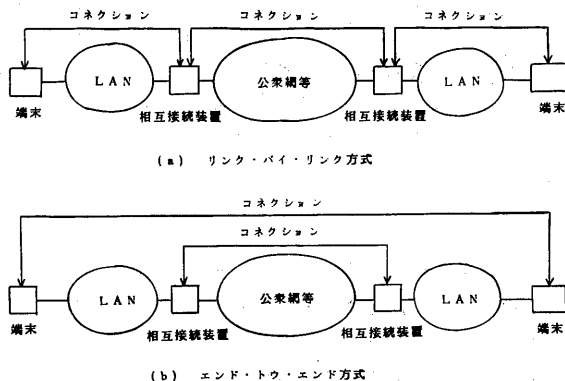 コネクション コネクション コネクション
LAN 公衆網等 LAN
端末 相互接続装置 相互接続装置 端末
(a) リンク・バイ・リンク方式
コネクション
コネクション
LAN 公衆網等 LAN
端末 相互接続装置 相互接続装置 端末
(b) エンド・トウ・エンド方式